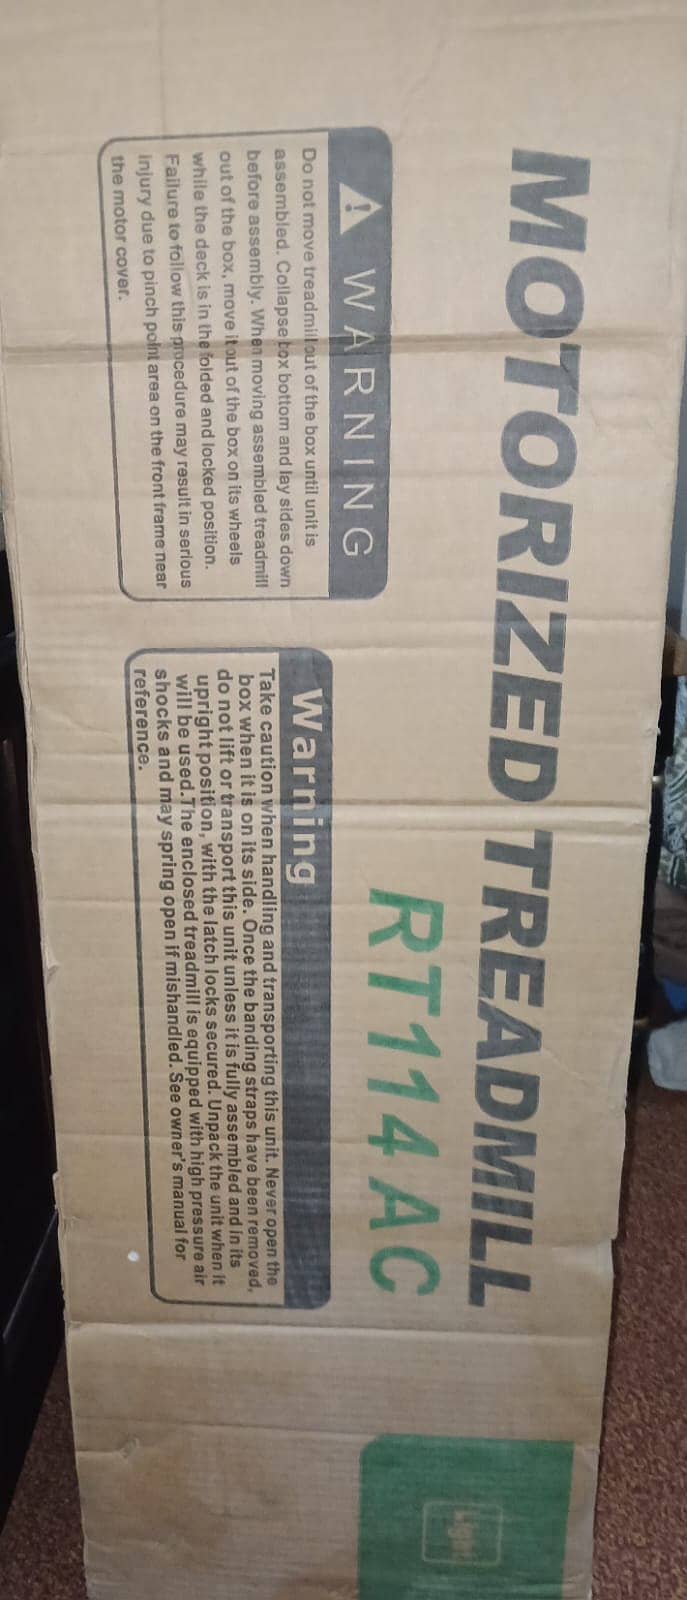 MOTORIZED TREADMILL
RT114 AC
WARNING
Do not move treadmill out of the box until unit is
assembled. Collapse box bottom and lay sides down
before assembly. When moving assembled treadmill
out of the box, move it out of the box on its wheels
while the deck is in the folded and locked position.
Failure to follow this procedure may result in serious
injury due to pinch point area on the front frame near
the motor cover.
Warning
Take caution when handling and transporting this unit. Never open the
box when it is on its side. Once the banding straps have been removed,
do not lift or transport this unit unless it is fully assembled and in its
upright position, with the latch locks secured. Unpack the unit when it
will be used.The enclosed treadmill is equipped with high pressure air
shocks and may spring open if mishandled. See owner's manual for
reference.